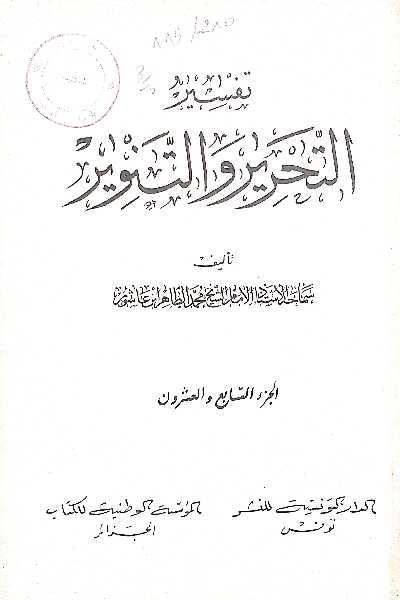 تفسير
التحرير والتنوير
تأليف
سماحة الأستاذ الإمام الشيخ محمد الطاهر ابن عاشور
الجزء السابع والعشرون
الدار التونسية للنشر
تونس
المؤسسة الوطنية للكتاب
الجزائر